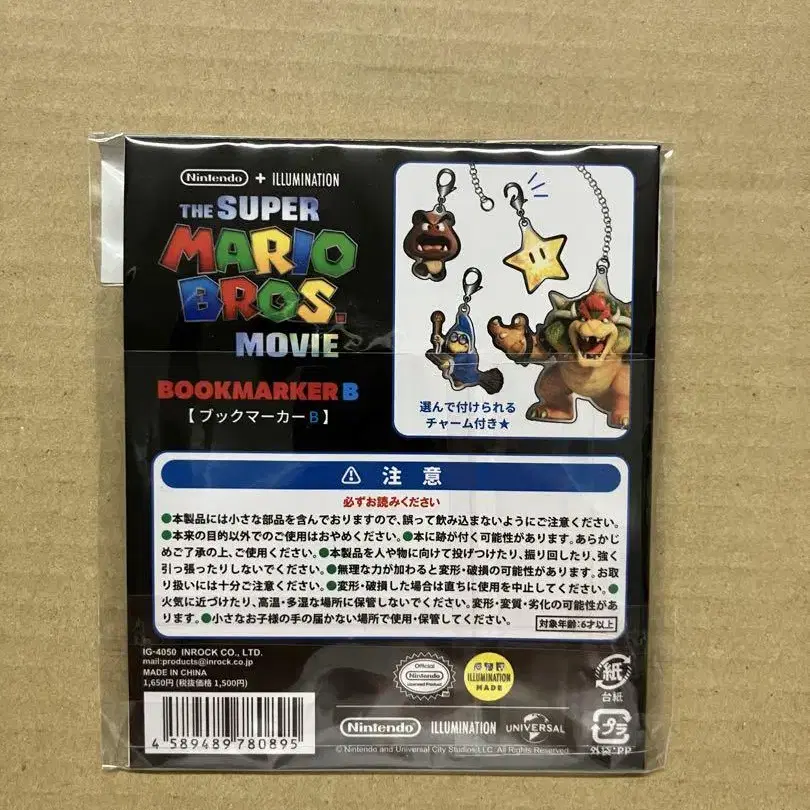 Nintendo + ILLUMINATION
THE SUPER
MARIO
BROS.
MOVIE
BOOKMARKER B
【ブックマーカーB】
選んで付けられる
チャーム付き★
⚠ 注意
必ずお読みください
●本製品には小さな部品を含んでおりますので、誤って飲み込まないようにご注意ください。
●本来の目的以外でのご使用はおやめください。●本に跡が付く可能性があります。あらかじ
めご了承の上、ご使用ください。●本製品を人や物に向けて投げつけたり、振り回したり、強く
引っ張ったりしないでください。●無理な力が加わると変形・破損の可能性があります。お取
り扱いには十分ご注意ください。●変形・破損した場合は直ちに使用を中止してください。●
火気に近づけたり、高温・多湿な場所に保管しないでください。変形・変質・劣化の可能性があ
ります。●小さなお子様の手の届かない場所で使用・保管してください。
対象年齢:6才以上
IG-4050 INROCK CO., LTD.
mail:products@inrock.co.jp
MADE IN CHINA
1,650円 (税抜価格 1,500円)
4 589489 780895
Official
Nintendo
Licensed Product
ILLUMINATION
MADE
紙
台紙
プラ
外袋:PP
Nintendo ILLUMINATION UNIVERSAL
© Nintendo and Universal City Studios LLC. All Rights Reserved.